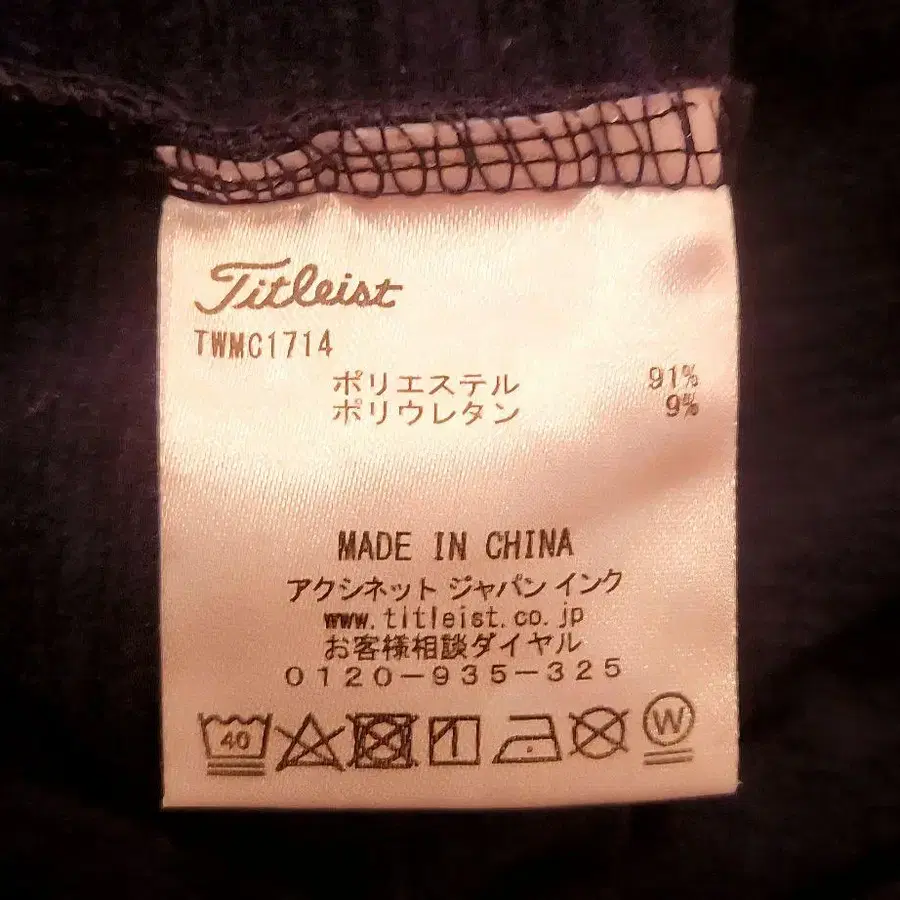 Titleist
TWMC1714
ポリエステル 91%
ポリウレタン 9%
MADE IN CHINA
アクシネット ジャパン インク
www.titleist.co.jp
お客様相談ダイヤル
0120-935-325
40 W